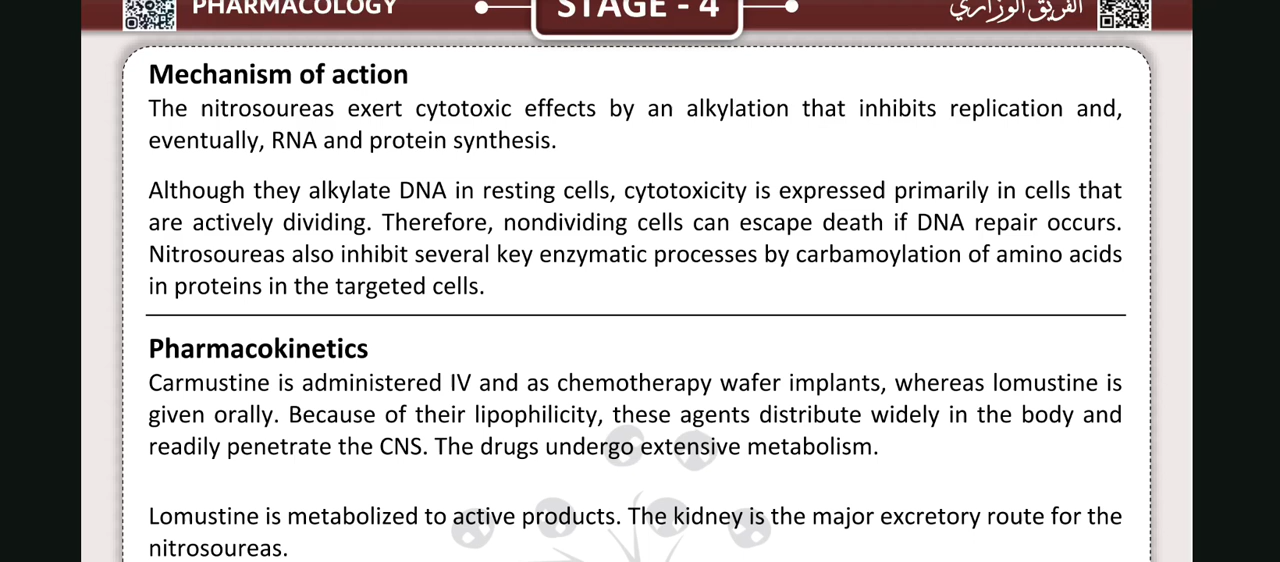 PHARMACOLOGY
STAGE - 4
الفريق الوزاري
Mechanism of action
The nitrosoureas exert cytotoxic effects by an alkylation that inhibits replication and,
eventually, RNA and protein synthesis.
Although they alkylate DNA in resting cells, cytotoxicity is expressed primarily in cells that
are actively dividing. Therefore, nondividing cells can escape death if DNA repair occurs.
Nitrosoureas also inhibit several key enzymatic processes by carbamoylation of amino acids
in proteins in the targeted cells.
Pharmacokinetics
Carmustine is administered IV and as chemotherapy wafer implants, whereas lomustine is
given orally. Because of their lipophilicity, these agents distribute widely in the body and
readily penetrate the CNS. The drugs undergo extensive metabolism.
Lomustine is metabolized to active products. The kidney is the major excretory route for the
nitrosoureas.